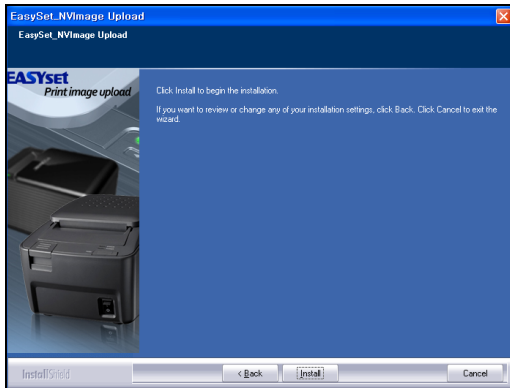 EasySet_NVImage Upload
EasySet_NVImage Upload
EASYset
Print image upload
Click Install to begin the installation.
If you want to review or change any of your installation settings, click Back. Click Cancel to exit the
wizard.
InstallShield
< Back
Install
Cancel